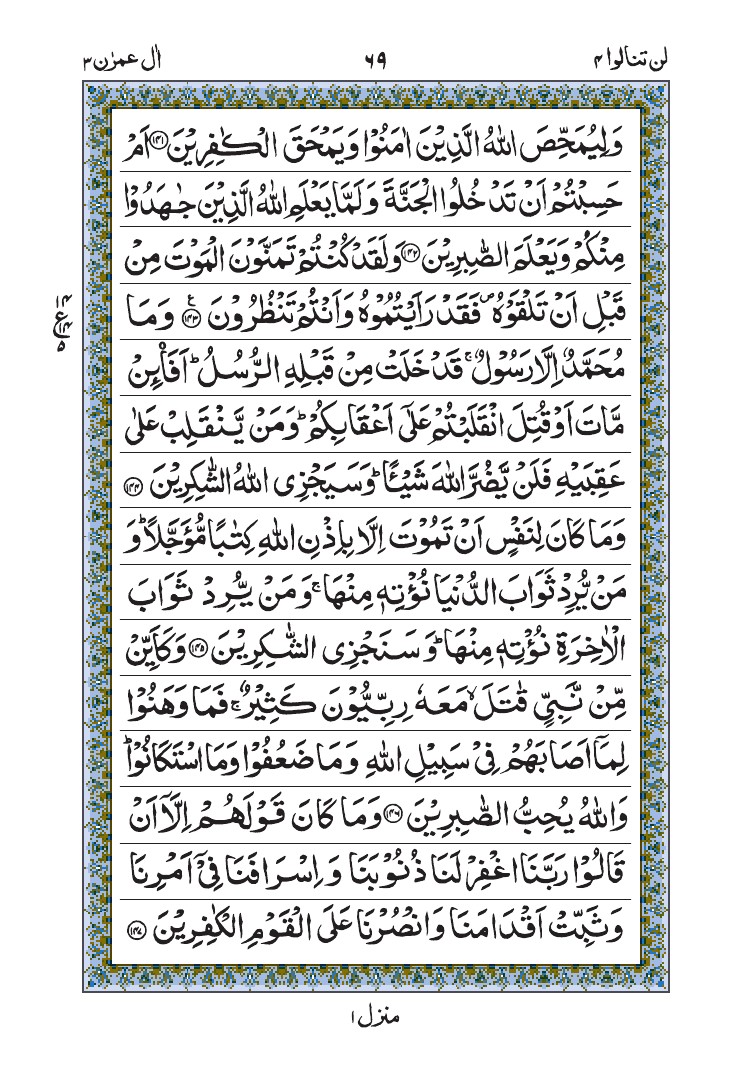 لن تنالوا ۴ ۶۹ اٰل عمرٰن ۳
وَلِيُمَحِّصَ اللّٰهُ الَّذِيْنَ اٰمَنُوْا وَيَمْحَقَ الْكٰفِرِيْنَ ﴿۱۴۱﴾ اَمْ
حَسِبْتُمْ اَنْ تَدْخُلُوا الْجَنَّةَ وَلَمَّا يَعْلَمِ اللّٰهُ الَّذِيْنَ جٰهَدُوْا
مِنْكُمْ وَيَعْلَمَ الصّٰبِرِيْنَ ﴿۱۴۲﴾ وَلَقَدْ كُنْتُمْ تَمَنَّوْنَ الْمَوْتَ مِنْ
قَبْلِ اَنْ تَلْقَوْهُ ۪ فَقَدْ رَاَيْتُمُوْهُ وَاَنْتُمْ تَنْظُرُوْنَ ﴿۱۴۳﴾ ع وَمَا
۱۴ ع ۱۴ ۵
مُحَمَّدٌ اِلَّا رَسُوْلٌ ۚ قَدْ خَلَتْ مِنْ قَبْلِهِ الرُّسُلُ ؕ اَفَا۟ئِنْ
مَّاتَ اَوْ قُتِلَ انْقَلَبْتُمْ عَلٰٓى اَعْقَابِكُمْ ؕ وَمَنْ يَّنْقَلِبْ عَلٰى
عَقِبَيْهِ فَلَنْ يَّضُرَّ اللّٰهَ شَيْـًٔا ؕ وَسَيَجْزِى اللّٰهُ الشّٰكِرِيْنَ ﴿۱۴۴﴾
وَمَا كَانَ لِنَفْسٍ اَنْ تَمُوْتَ اِلَّا بِاِذْنِ اللّٰهِ كِتٰبًا مُّؤَجَّلًا ؕ وَ
مَنْ يُّرِدْ ثَوَابَ الدُّنْيَا نُؤْتِهٖ مِنْهَا ۚ وَمَنْ يُّرِدْ ثَوَابَ
الْاٰخِرَةِ نُؤْتِهٖ مِنْهَا ؕ وَسَنَجْزِى الشّٰكِرِيْنَ ﴿۱۴۵﴾ وَكَاَيِّنْ
مِّنْ نَّبِيٍّ قٰتَلَ ۙ مَعَهٗ رِبِّيُّوْنَ كَثِيْرٌ ۚ فَمَا وَهَنُوْا
لِمَاۤ اَصَابَهُمْ فِىْ سَبِيْلِ اللّٰهِ وَمَا ضَعُفُوْا وَمَا اسْتَكَانُوْا ؕ
وَاللّٰهُ يُحِبُّ الصّٰبِرِيْنَ ﴿۱۴۶﴾ وَمَا كَانَ قَوْلَهُمْ اِلَّاۤ اَنْ
قَالُوْا رَبَّنَا اغْفِرْ لَنَا ذُنُوْبَنَا وَاِسْرَافَنَا فِىْۤ اَمْرِنَا
وَثَبِّتْ اَقْدَامَنَا وَانْصُرْنَا عَلَى الْقَوْمِ الْكٰفِرِيْنَ ﴿۱۴۷﴾
منزل ۱